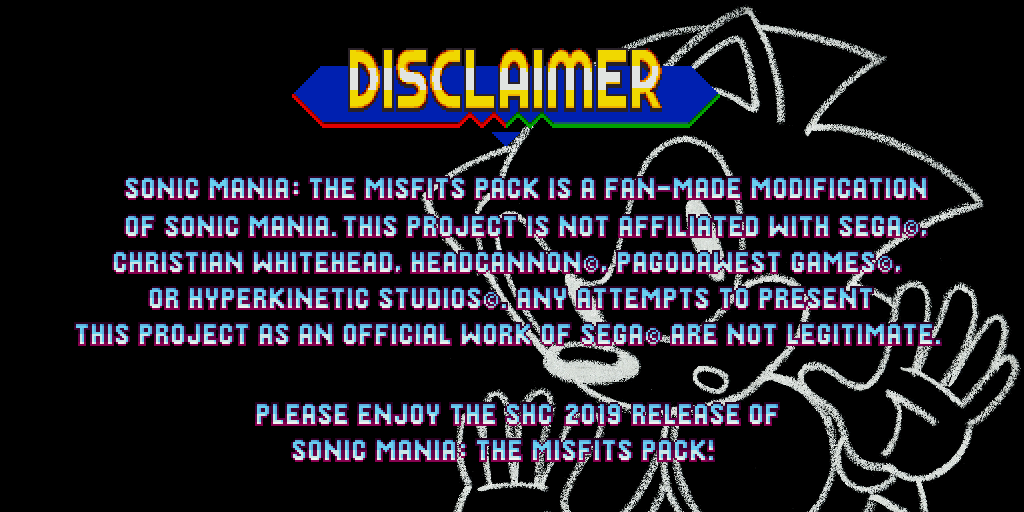 DISCLAIMER
SONIC MANIA: THE MISFITS PACK IS A FAN-MADE MODIFICATION
OF SONIC MANIA. THIS PROJECT IS NOT AFFILIATED WITH SEGA©,
CHRISTIAN WHITEHEAD, HEADCANNON©, PAGODAWEST GAMES©,
OR HYPERKINETIC STUDIOS©. ANY ATTEMPTS TO PRESENT
THIS PROJECT AS AN OFFICIAL WORK OF SEGA© ARE NOT LEGITIMATE.
PLEASE ENJOY THE SHC 2019 RELEASE OF
SONIC MANIA: THE MISFITS PACK!